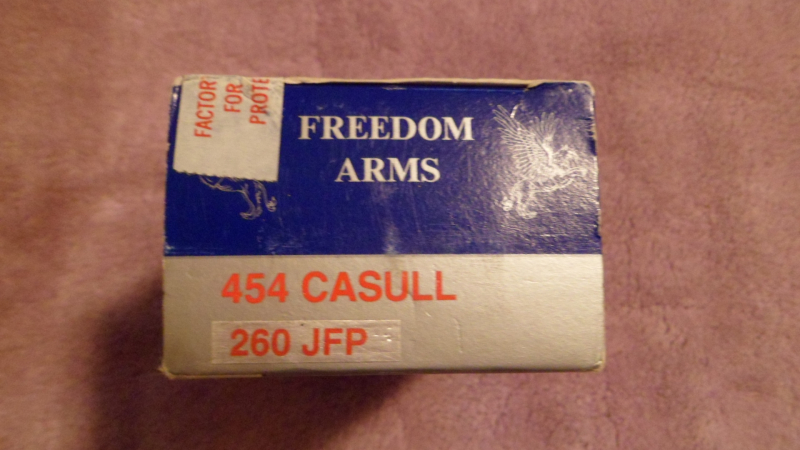 FACTOR
FOR
PROTE
FREEDOM
ARMS
454 CASULL
260 JFP